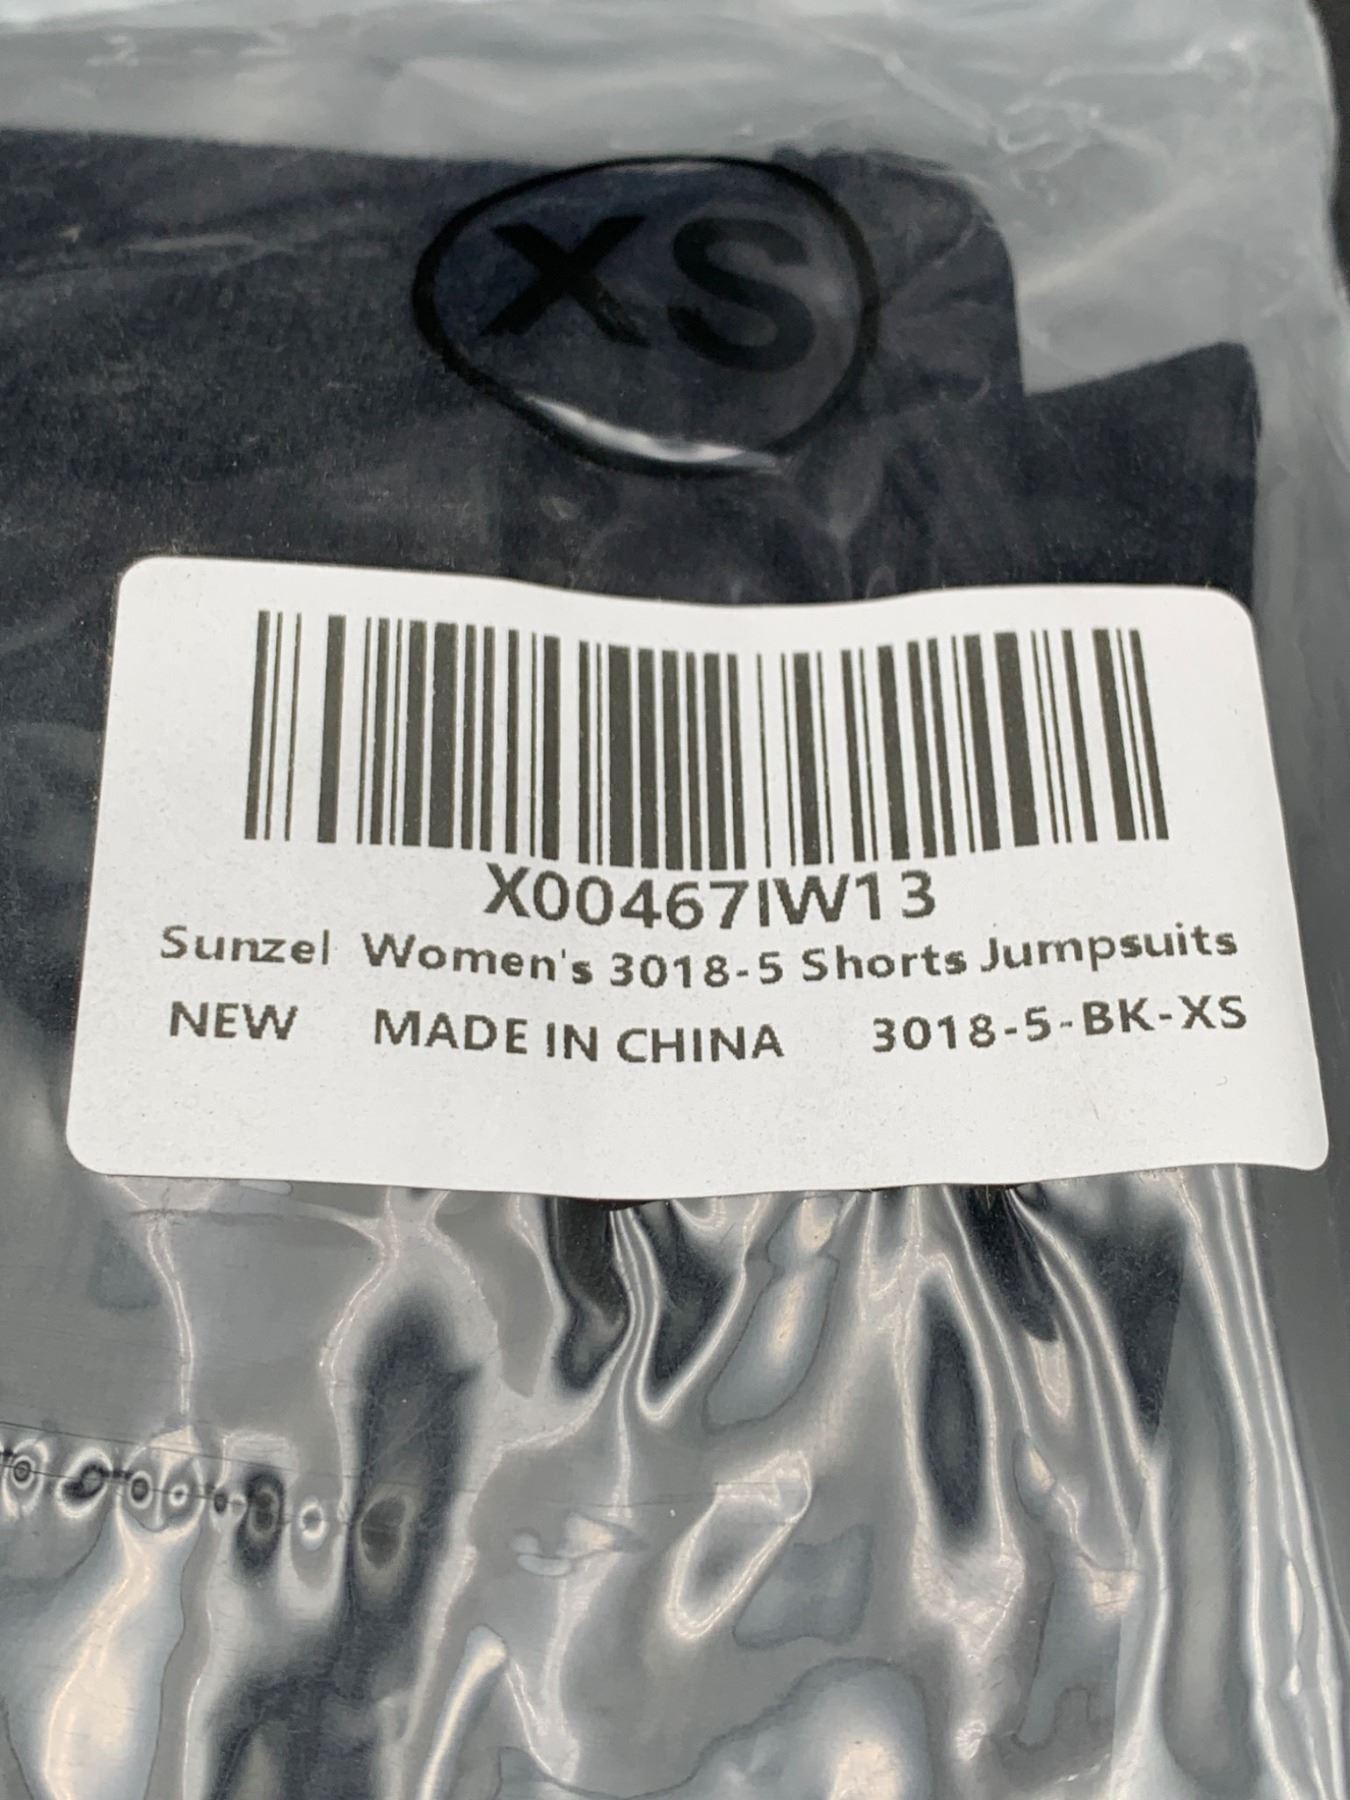 XS
X00467IW13
Sunzel Women's 3018-5 Shorts Jumpsuits
NEW MADE IN CHINA 3018-5-BK-XS